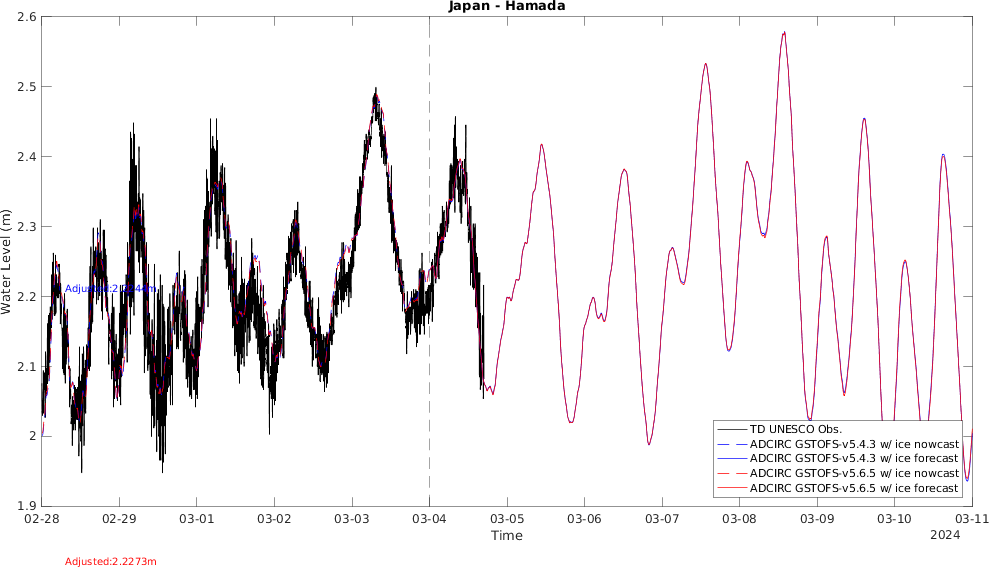 Japan - Hamada
Water Level (m)
2.6
2.5
2.4
2.3
2.2
2.1
2
1.9
Adjusted:
TD UNESCO Obs.
ADCIRC GSTOFS-v5.4.3 w/ ice nowcast
ADCIRC GSTOFS-v5.4.3 w/ ice forecast
ADCIRC GSTOFS-v5.6.5 w/ ice nowcast
ADCIRC GSTOFS-v5.6.5 w/ ice forecast
02-28 02-29 03-01 03-02 03-03 03-04 03-05 03-06 03-07 03-08 03-09 03-10 03-11
Time
2024
Adjusted:2.2273m